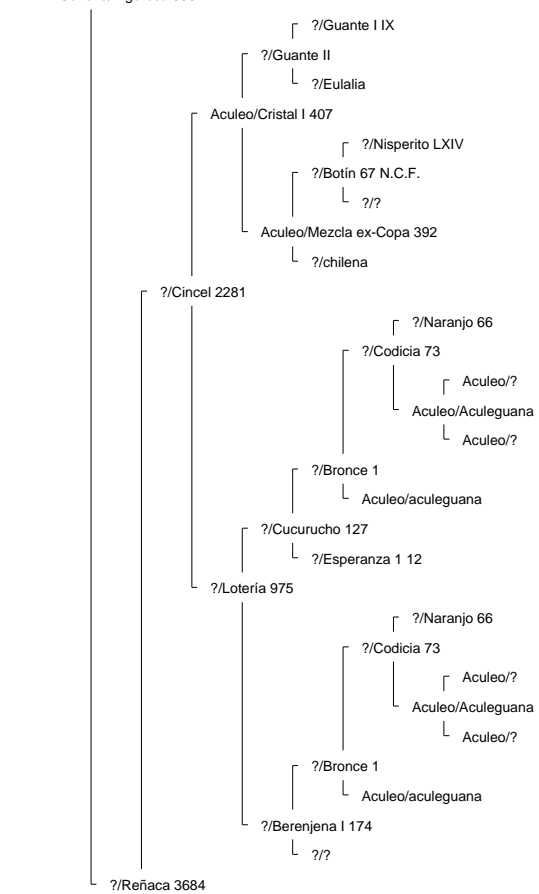 ?/Guante I IX
?/Guante II
?/Eulalia
Aculeo/Cristal I 407
?/Nisperito LXIV
?/Botín 67 N.C.F.
?/?
Aculeo/Mezcla ex-Copa 392
?/chilena
?/Cincel 2281
?/Naranjo 66
?/Codicia 73
Aculeo/?
Aculeo/Aculeguana
Aculeo/?
?/Bronce 1
Aculeo/aculeguana
?/Cucurucho 127
?/Esperanza 1 12
?/Lotería 975
?/Naranjo 66
?/Codicia 73
Aculeo/?
Aculeo/Aculeguana
Aculeo/?
?/Bronce 1
Aculeo/aculeguana
?/Berenjena I 174
?/?
?/Reñaca 3684